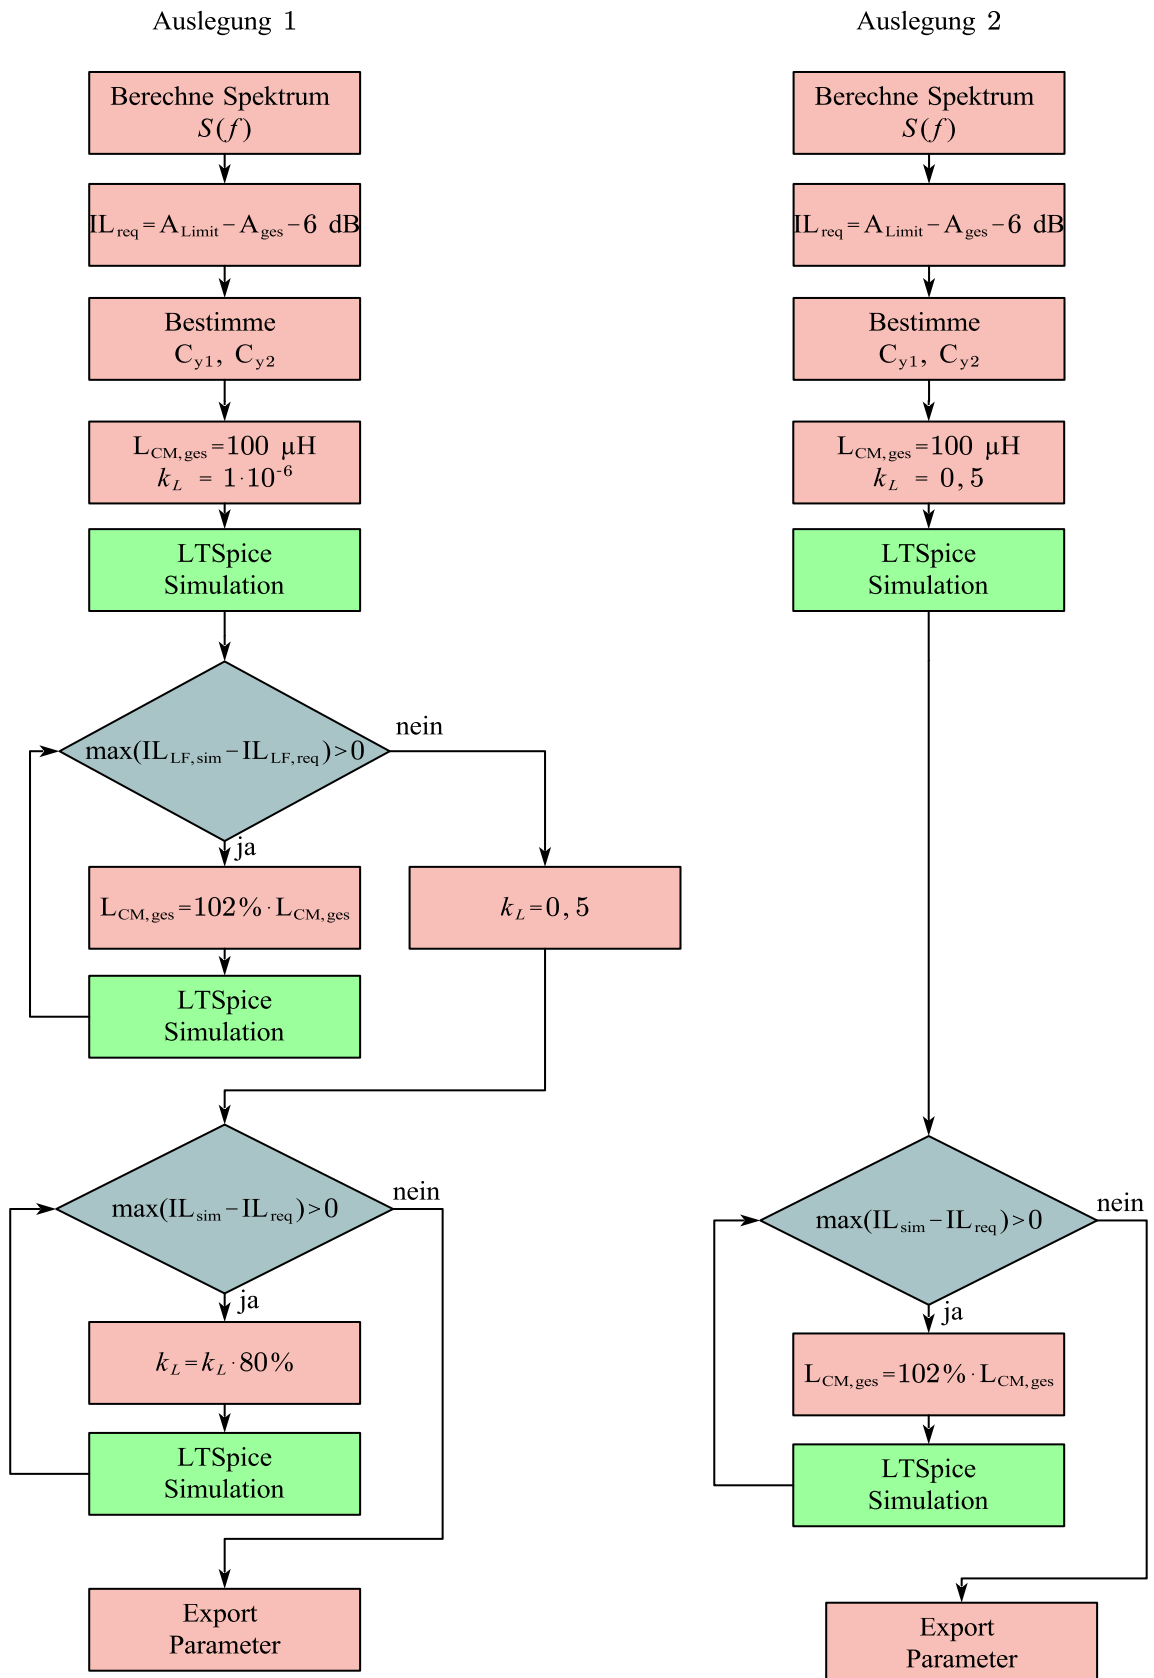 Auslegung 1
Berechne Spektrum
S(f)
IL_req = A_Limit − A_ges − 6 dB
Bestimme
C_y1, C_y2
L_CM,ges = 100 µH
k_L = 1·10^-6
LTSpice
Simulation
max(IL_LF,sim − IL_LF,req) > 0
nein
ja
L_CM,ges = 102% · L_CM,ges
k_L = 0,5
LTSpice
Simulation
max(IL_sim − IL_req) > 0
nein
ja
k_L = k_L · 80%
LTSpice
Simulation
Export
Parameter
Auslegung 2
Berechne Spektrum
S(f)
IL_req = A_Limit − A_ges − 6 dB
Bestimme
C_y1, C_y2
L_CM,ges = 100 µH
k_L = 0,5
LTSpice
Simulation
max(IL_sim − IL_req) > 0
nein
ja
L_CM,ges = 102% · L_CM,ges
LTSpice
Simulation
Export
Parameter